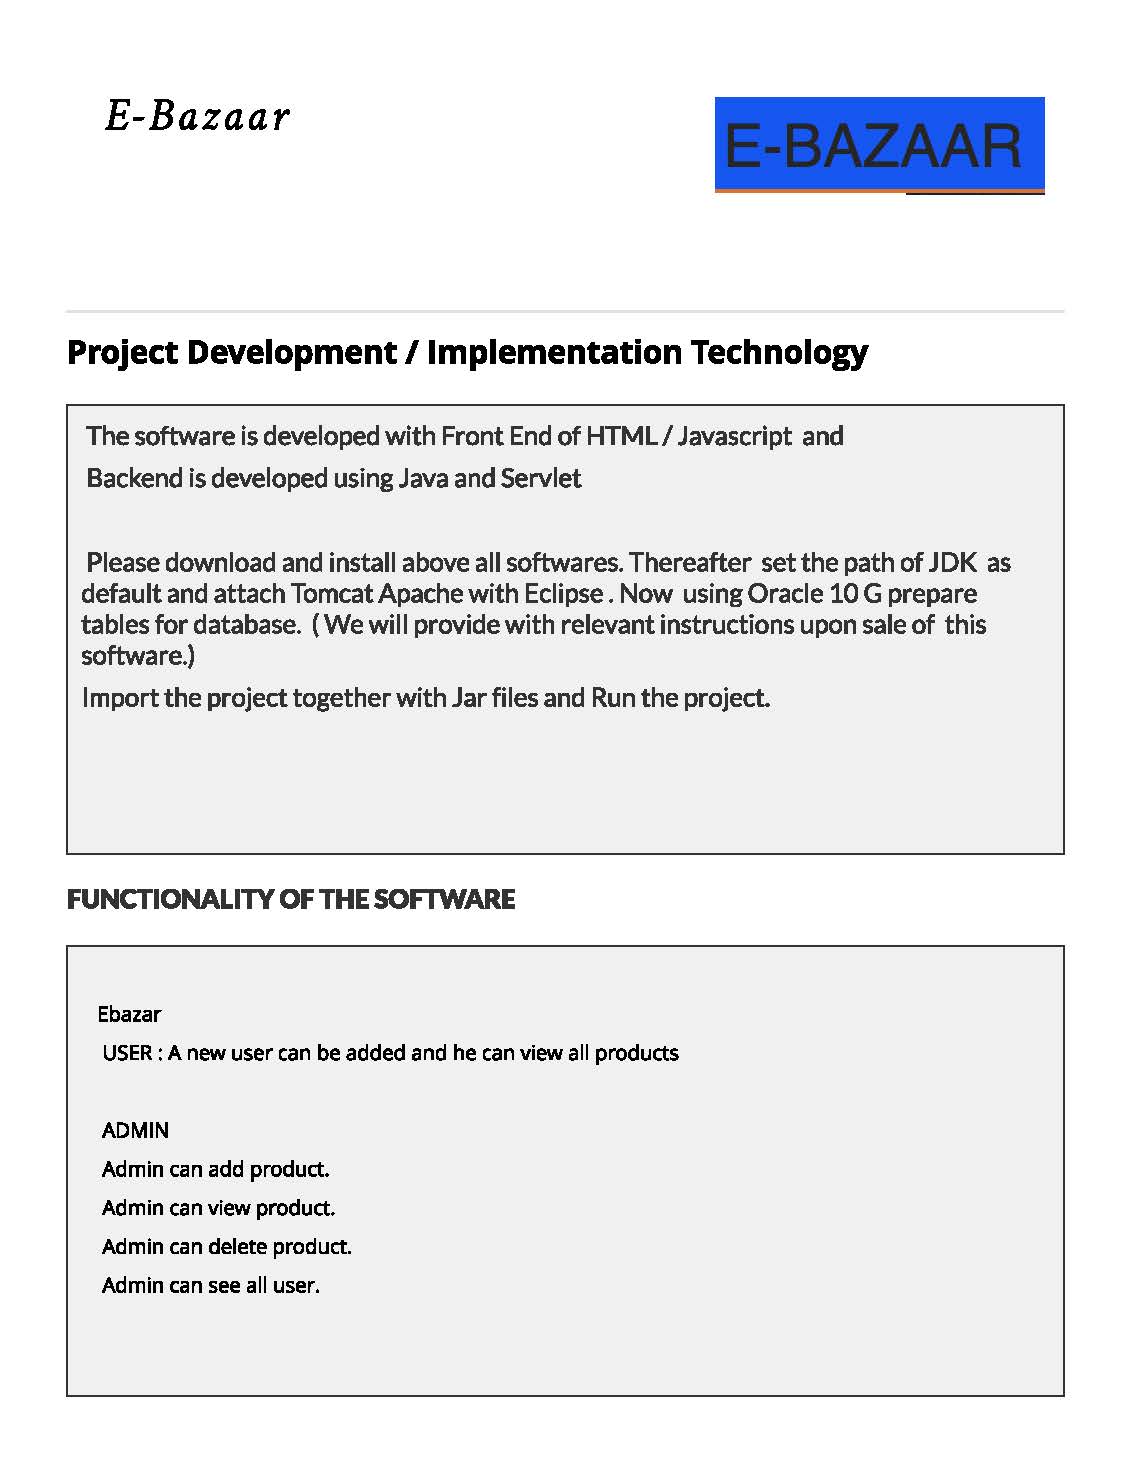 E-Bazaar
E-BAZAAR
Project Development / Implementation Technology
The software is developed with Front End of HTML / Javascript and
Backend is developed using Java and Servlet
Please download and install above all softwares. Thereafter set the path of JDK as
default and attach Tomcat Apache with Eclipse . Now using Oracle 10 G prepare
tables for database. ( We will provide with relevant instructions upon sale of this
software.)
Import the project together with Jar files and Run the project.
FUNCTIONALITY OF THE SOFTWARE
Ebazar
USER : A new user can be added and he can view all products
ADMIN
Admin can add product.
Admin can view product.
Admin can delete product.
Admin can see all user.